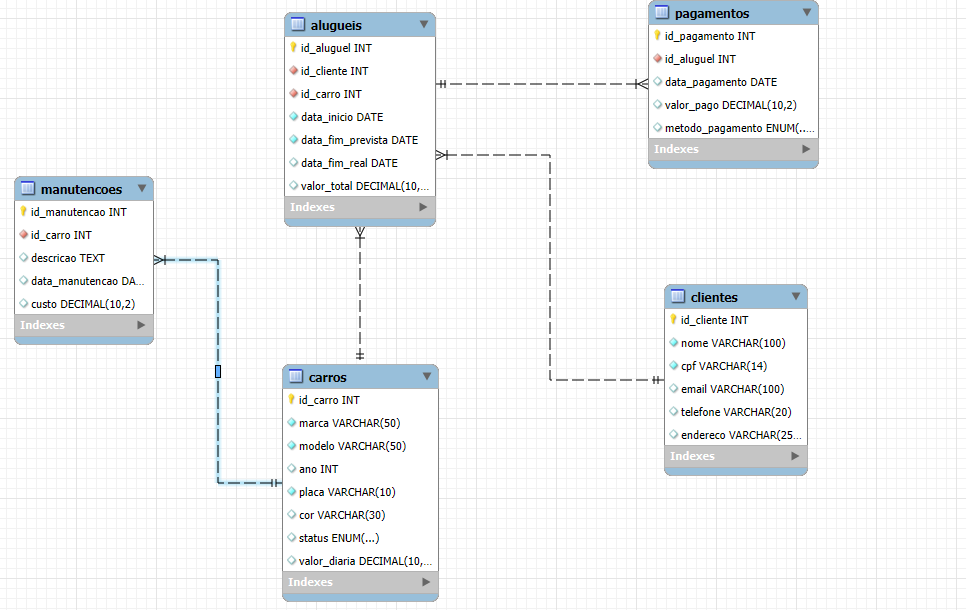 alugueis
id_aluguel INT
id_cliente INT
id_carro INT
data_inicio DATE
data_fim_prevista DATE
data_fim_real DATE
valor_total DECIMAL(10,...
Indexes
pagamentos
id_pagamento INT
id_aluguel INT
data_pagamento DATE
valor_pago DECIMAL(10,2)
metodo_pagamento ENUM(...
Indexes
manutencoes
id_manutencao INT
id_carro INT
descricao TEXT
data_manutencao DA...
custo DECIMAL(10,2)
Indexes
clientes
id_cliente INT
nome VARCHAR(100)
cpf VARCHAR(14)
email VARCHAR(100)
telefone VARCHAR(20)
endereco VARCHAR(25...
Indexes
carros
id_carro INT
marca VARCHAR(50)
modelo VARCHAR(50)
ano INT
placa VARCHAR(10)
cor VARCHAR(30)
status ENUM(...)
valor_diaria DECIMAL(10,...
Indexes